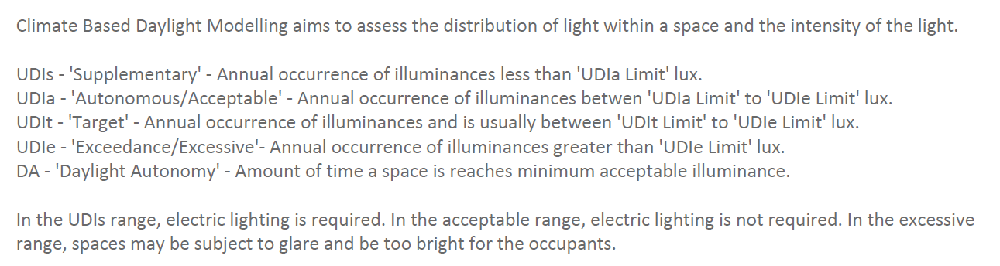 Climate Based Daylight Modelling aims to assess the distribution of light within a space and the intensity of the light.
UDIs - 'Supplementary' - Annual occurrence of illuminances less than 'UDIa Limit' lux.
UDIa - 'Autonomous/Acceptable' - Annual occurrence of illuminances betwen 'UDIa Limit' to 'UDIe Limit' lux.
UDIt - 'Target' - Annual occurrence of illuminances and is usually between 'UDIt Limit' to 'UDIe Limit' lux.
UDIe - 'Exceedance/Excessive'- Annual occurrence of illuminances greater than 'UDIe Limit' lux.
DA - 'Daylight Autonomy' - Amount of time a space is reaches minimum acceptable illuminance.
In the UDIs range, electric lighting is required. In the acceptable range, electric lighting is not required. In the excessive
range, spaces may be subject to glare and be too bright for the occupants.